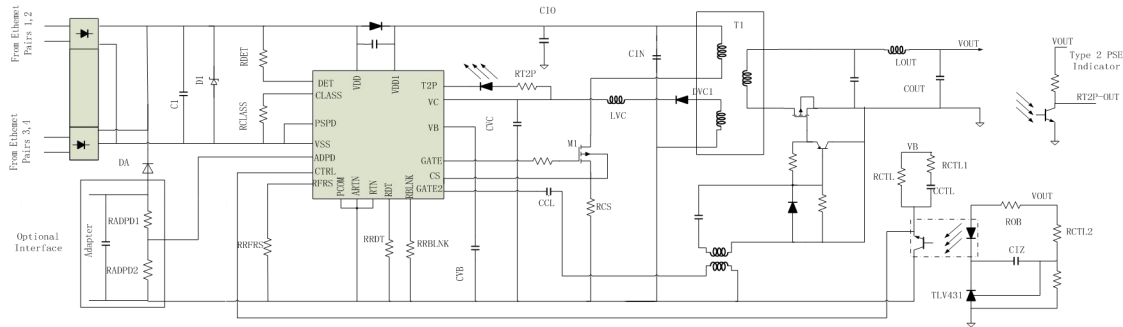 From Ethemet
Pairs 1,2
From Ethemet
Pairs 3,4
C1
D1
RDET
RCLASS
DA
Optional
Interface
Adapter
RADPD1
RADPD2
DET
CLASS
PSPD
VSS
ADPD
CTRL
RFRS
VDD
VDD1
T2P
VC
VB
GATE
CS
GATE2
PCOM
ARTN
RTN
RDT
RBLNK
RRFRS
RRDT
RRBLNK
CIO
RT2P
CVC
LVC
DVC1
CIN
T1
M1
RCS
CCL
CVB
LOUT
VOUT
COUT
VOUT
Type 2 PSE
Indicator
RT2P-OUT
VB
RCTL
RCTL1
CCTL
VOUT
ROB
RCTL2
CIZ
TLV431